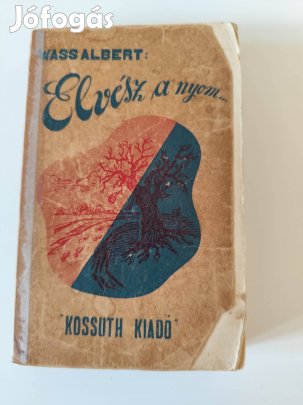 Jófogás
WASS ALBERT:
Elvész a nyom...
"KOSSUTH KIADÓ"